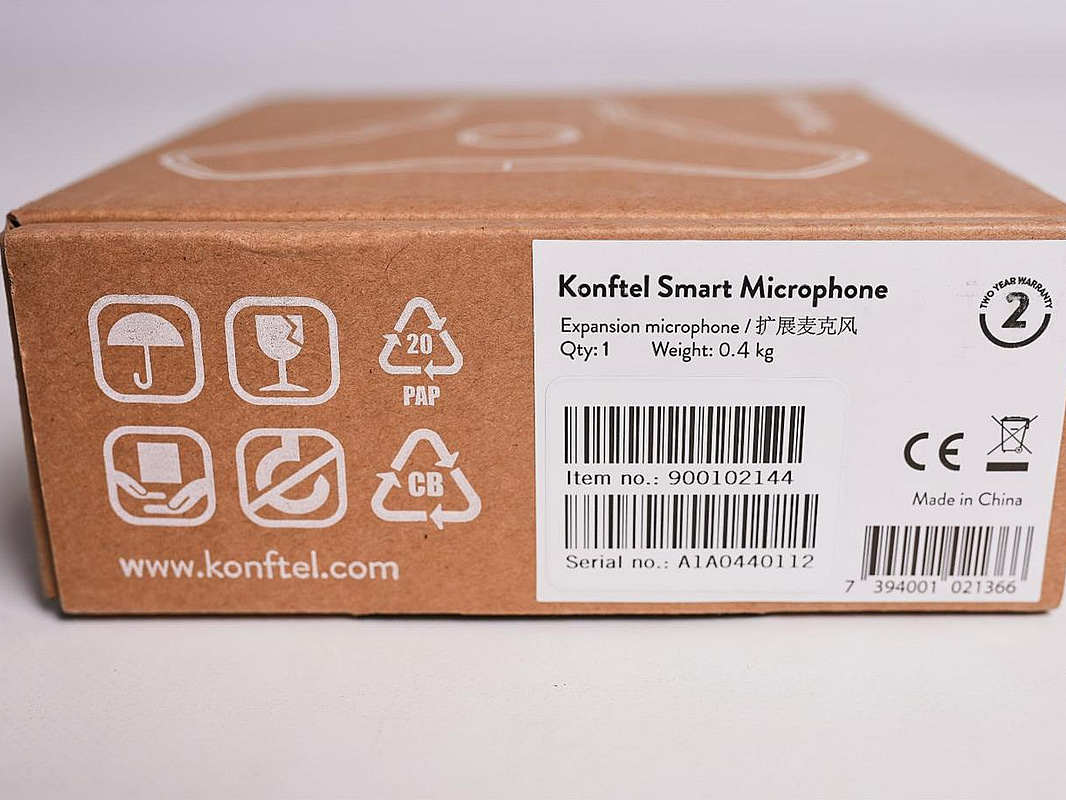 20
PAP
CB
www.konftel.com
Konftel Smart Microphone
Expansion microphone / 扩展麦克风
Qty: 1 Weight: 0.4 kg
TWO YEAR WARRANTY
2
Item no.: 900102144
Serial no.: A1A0440112
CE
Made in China
7 394001 021366